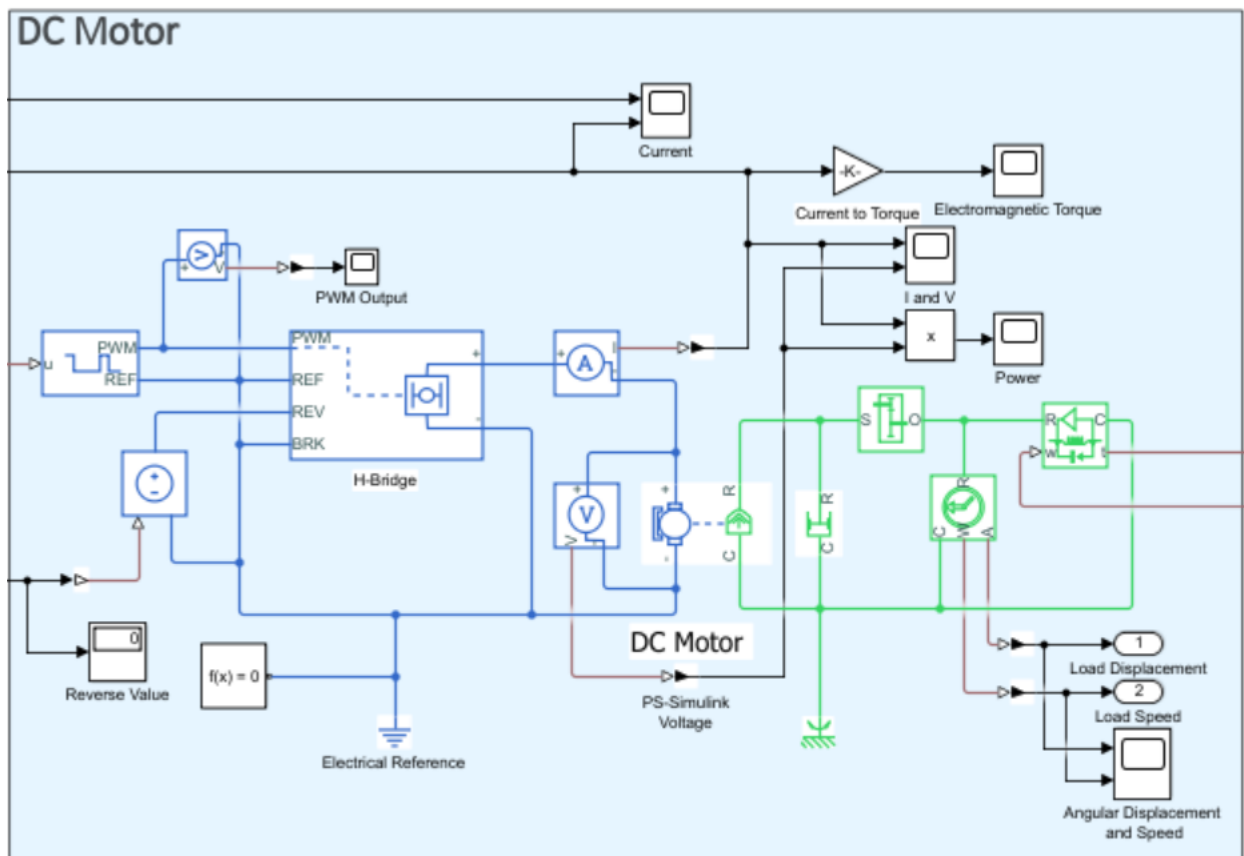 DC Motor
Current
-K-
Current to Torque
Electromagnetic Torque
+
V
PWM Output
I and V
u
PWM
REF
PWM
REF
REV
BRK
+
-
H-Bridge
+
A
I
-
x
Power
S
O
R
C
w
t
+
-
+
V
V
-
+
-
R
C
R
C
R
C
W
A
0
Reverse Value
f(x) = 0
Electrical Reference
DC Motor
PS-Simulink
Voltage
1
Load Displacement
2
Load Speed
Angular Displacement
and Speed